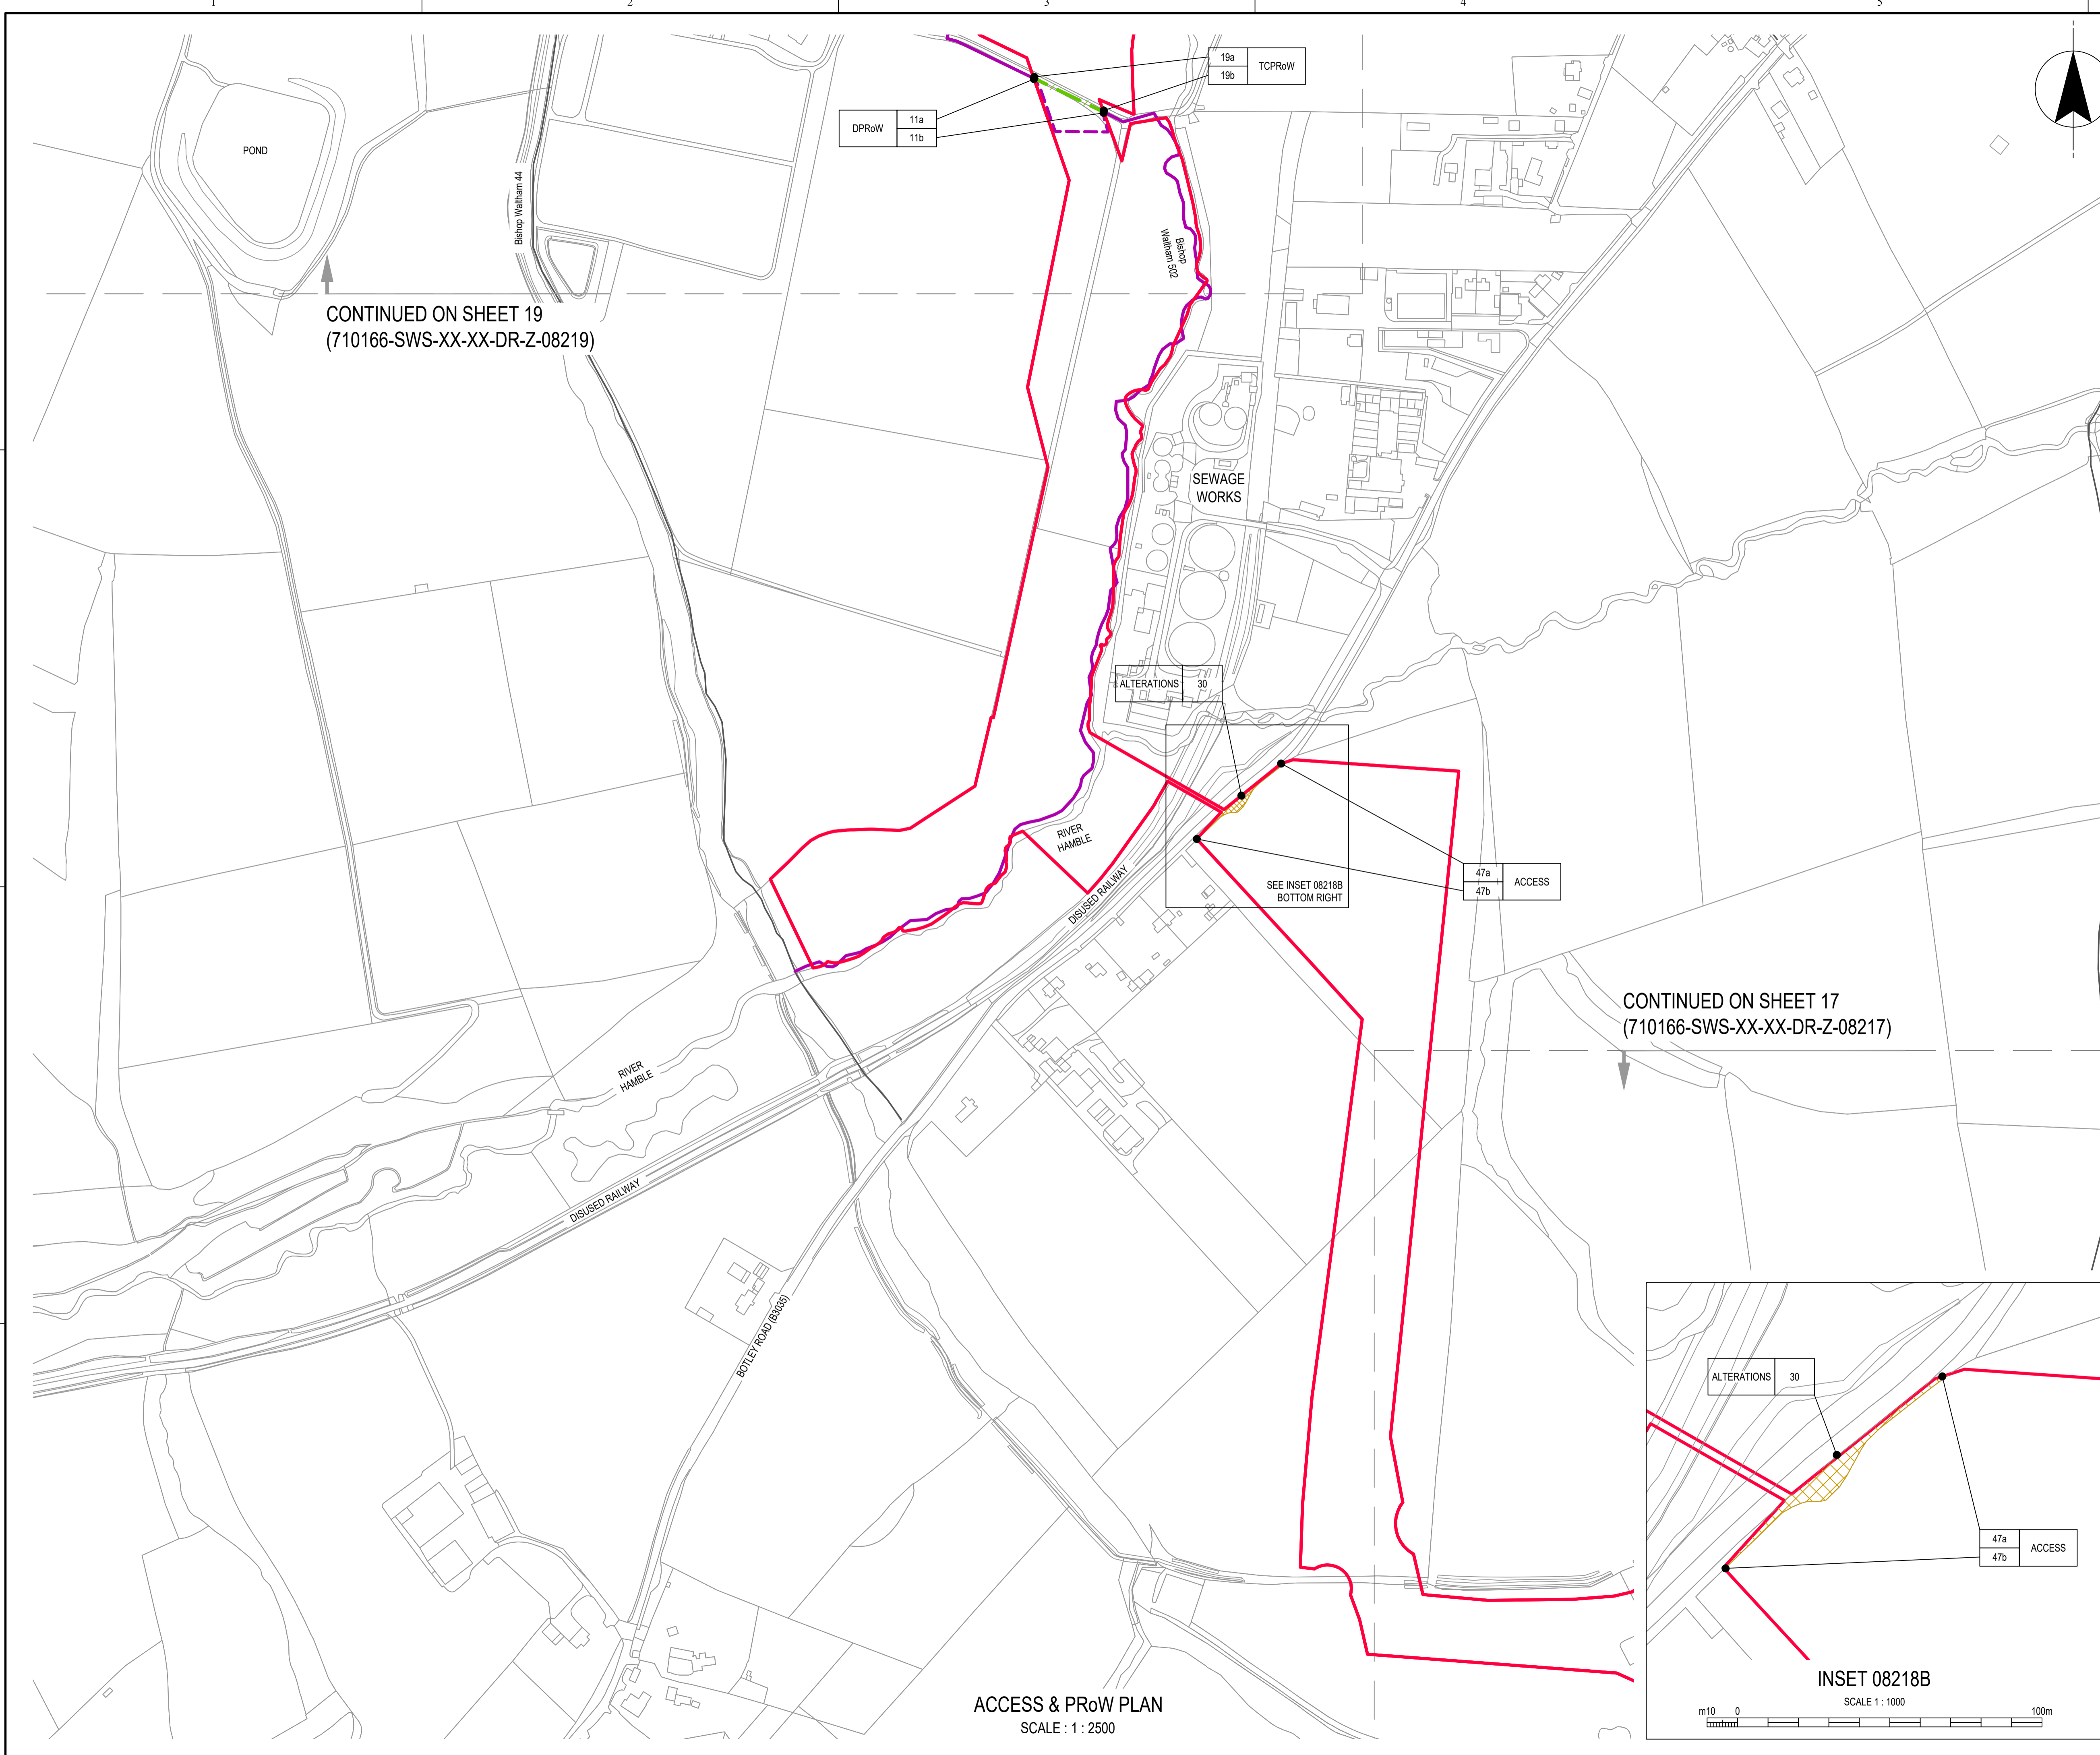 1
2
3
4
5
19a
19b
TCPRoW
DPRoW
11a
11b
POND
Bishop Waltham 44
Bishop
Waltham 502
CONTINUED ON SHEET 19
(710166-SWS-XX-XX-DR-Z-08219)
SEWAGE
WORKS
ALTERATIONS
30
RIVER
HAMBLE
DISUSED RAILWAY
SEE INSET 08218B
BOTTOM RIGHT
47a
47b
ACCESS
CONTINUED ON SHEET 17
(710166-SWS-XX-XX-DR-Z-08217)
RIVER
HAMBLE
DISUSED RAILWAY
BOTLEY ROAD (B3035)
ALTERATIONS
30
47a
47b
ACCESS
INSET 08218B
SCALE 1 : 1000
m10 0 100m
ACCESS & PRoW PLAN
SCALE : 1 : 2500